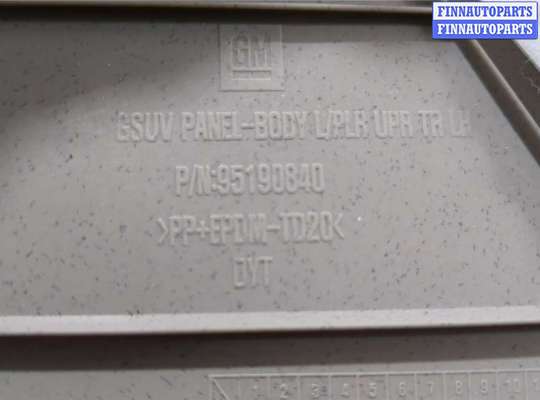 FINNAUTOPARTS
FINNAUTOPARTS
GM
GSUV PANEL-BODY L/PLR UPR TR LH
P/N:95190840
>PP+EPDM-TD20<
DYT
1 2 3 4 5 6 7 8 9 10